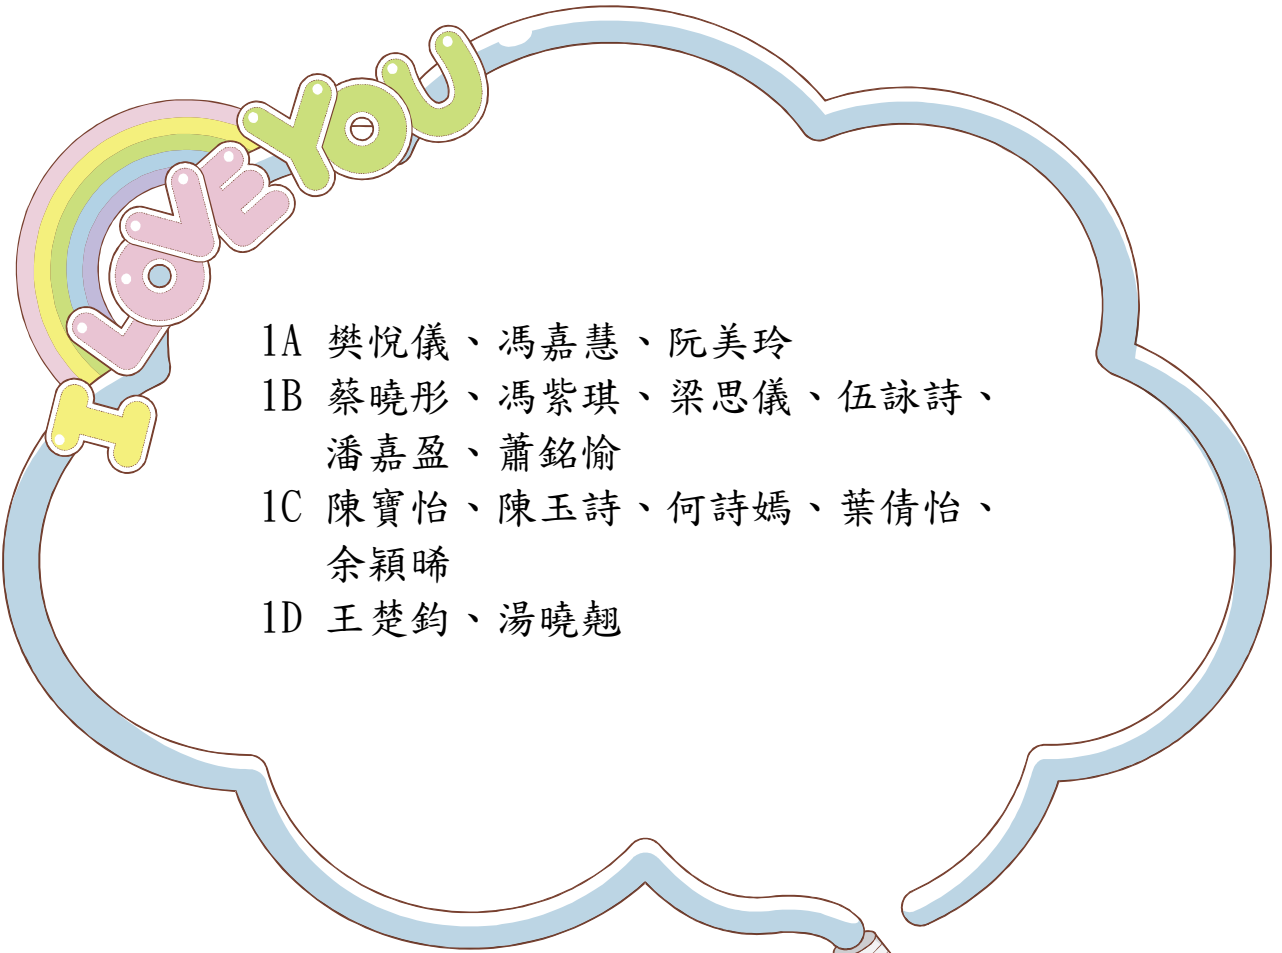 I LOVE YOU
1A 樊悅儀、馮嘉慧、阮美玲
1B 蔡曉彤、馮紫琪、梁思儀、伍詠詩、
潘嘉盈、蕭銘愉
1C 陳寶怡、陳玉詩、何詩嫣、葉倩怡、
余穎晞
1D 王楚鈞、湯曉翹